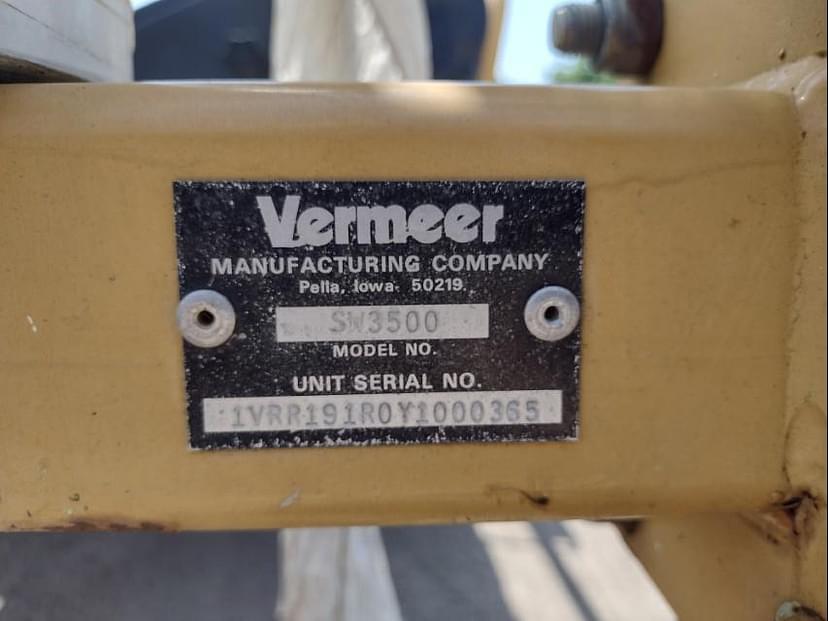 Vermeer
MANUFACTURING COMPANY
Pella, Iowa 50219
SW3500
MODEL NO.
UNIT SERIAL NO.
1VRR191R0Y1000365